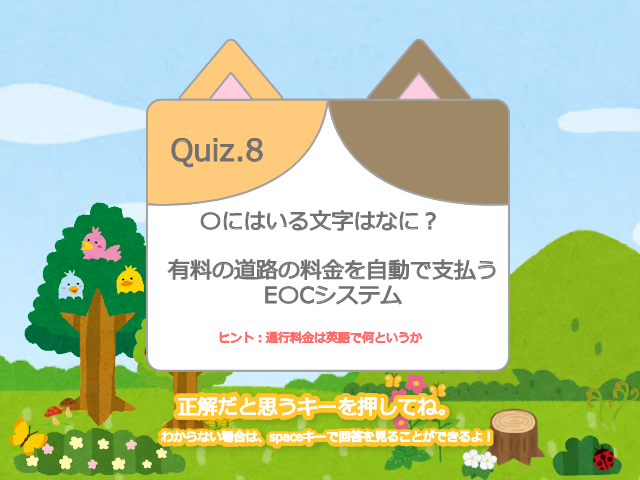 Quiz.8
〇にはいる文字はなに？
有料の道路の料金を自動で支払う
E〇Cシステム
ヒント：通行料金は英語で何というか
正解だと思うキーを押してね。
わからない場合は、spaceキーで回答を見ることができるよ！